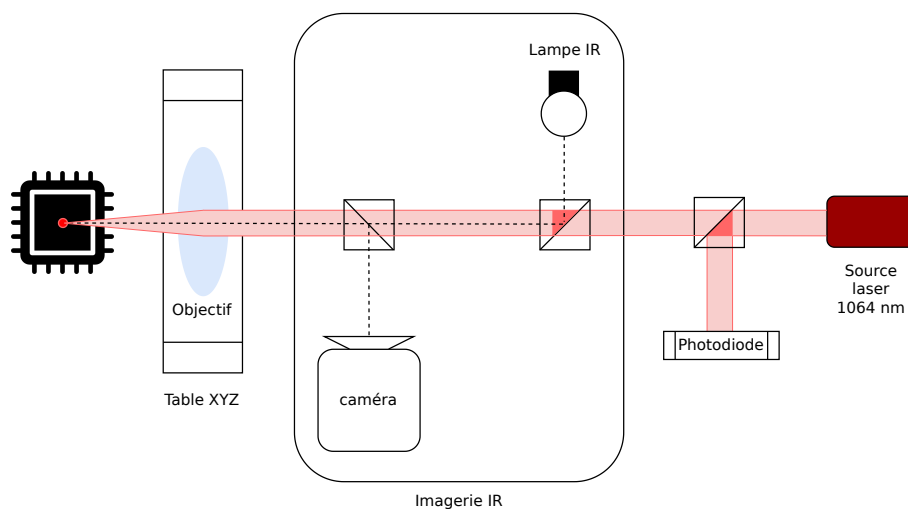 Lampe IR
Objectif
Table XYZ
caméra
Imagerie IR
Photodiode
Source
laser
1064 nm